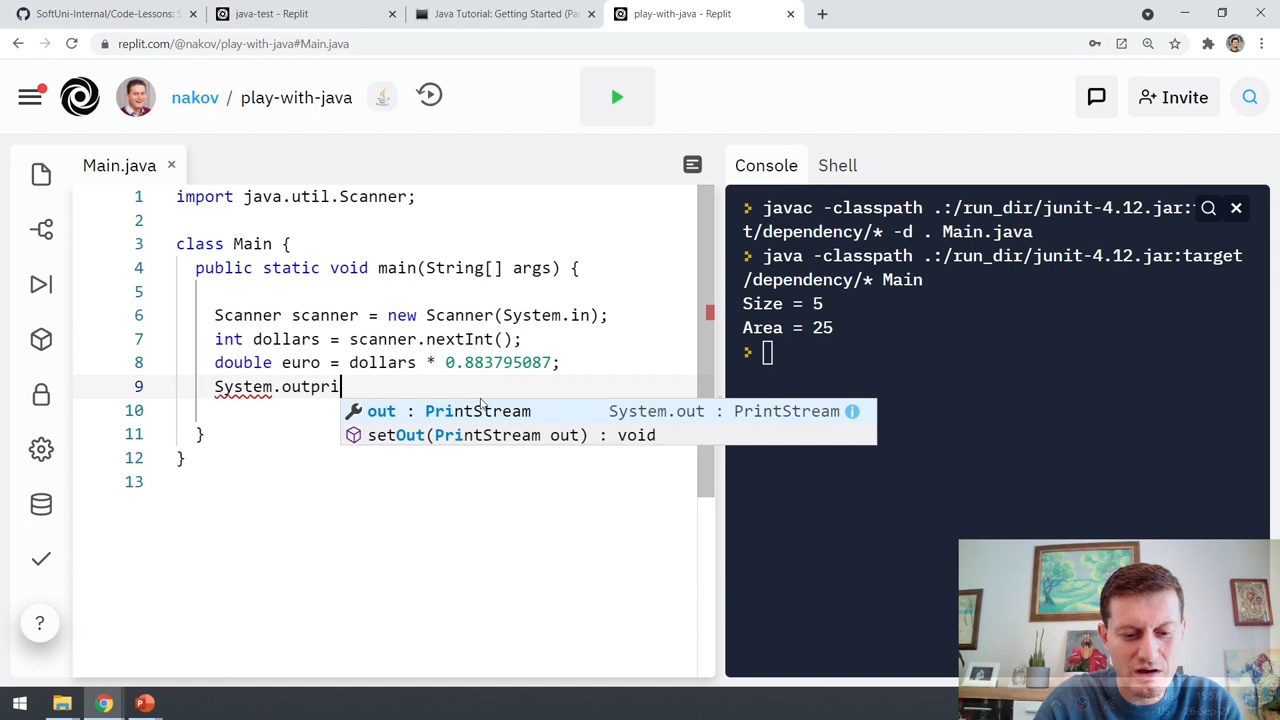 SoftUni-Internal/Code-Lessons: S
java-test - Replit
Java Tutorial: Getting Started (Pa
play-with-java - Replit
replit.com/@nakov/play-with-java#Main.java
nakov / play-with-java
Invite
Main.java
Console
Shell
1 import java.util.Scanner;
2
3 class Main {
4 public static void main(String[] args) {
5
6 Scanner scanner = new Scanner(System.in);
7 int dollars = scanner.nextInt();
8 double euro = dollars * 0.883795087;
9 System.outpri
10
11 }
12 }
13
out : PrintStream System.out : PrintStream
setOut(PrintStream out) : void
javac -classpath .:/run_dir/junit-4.12.jar:
t/dependency/* -d . Main.java
java -classpath .:/run_dir/junit-4.12.jar:target
/dependency/* Main
Size = 5
Area = 25
?